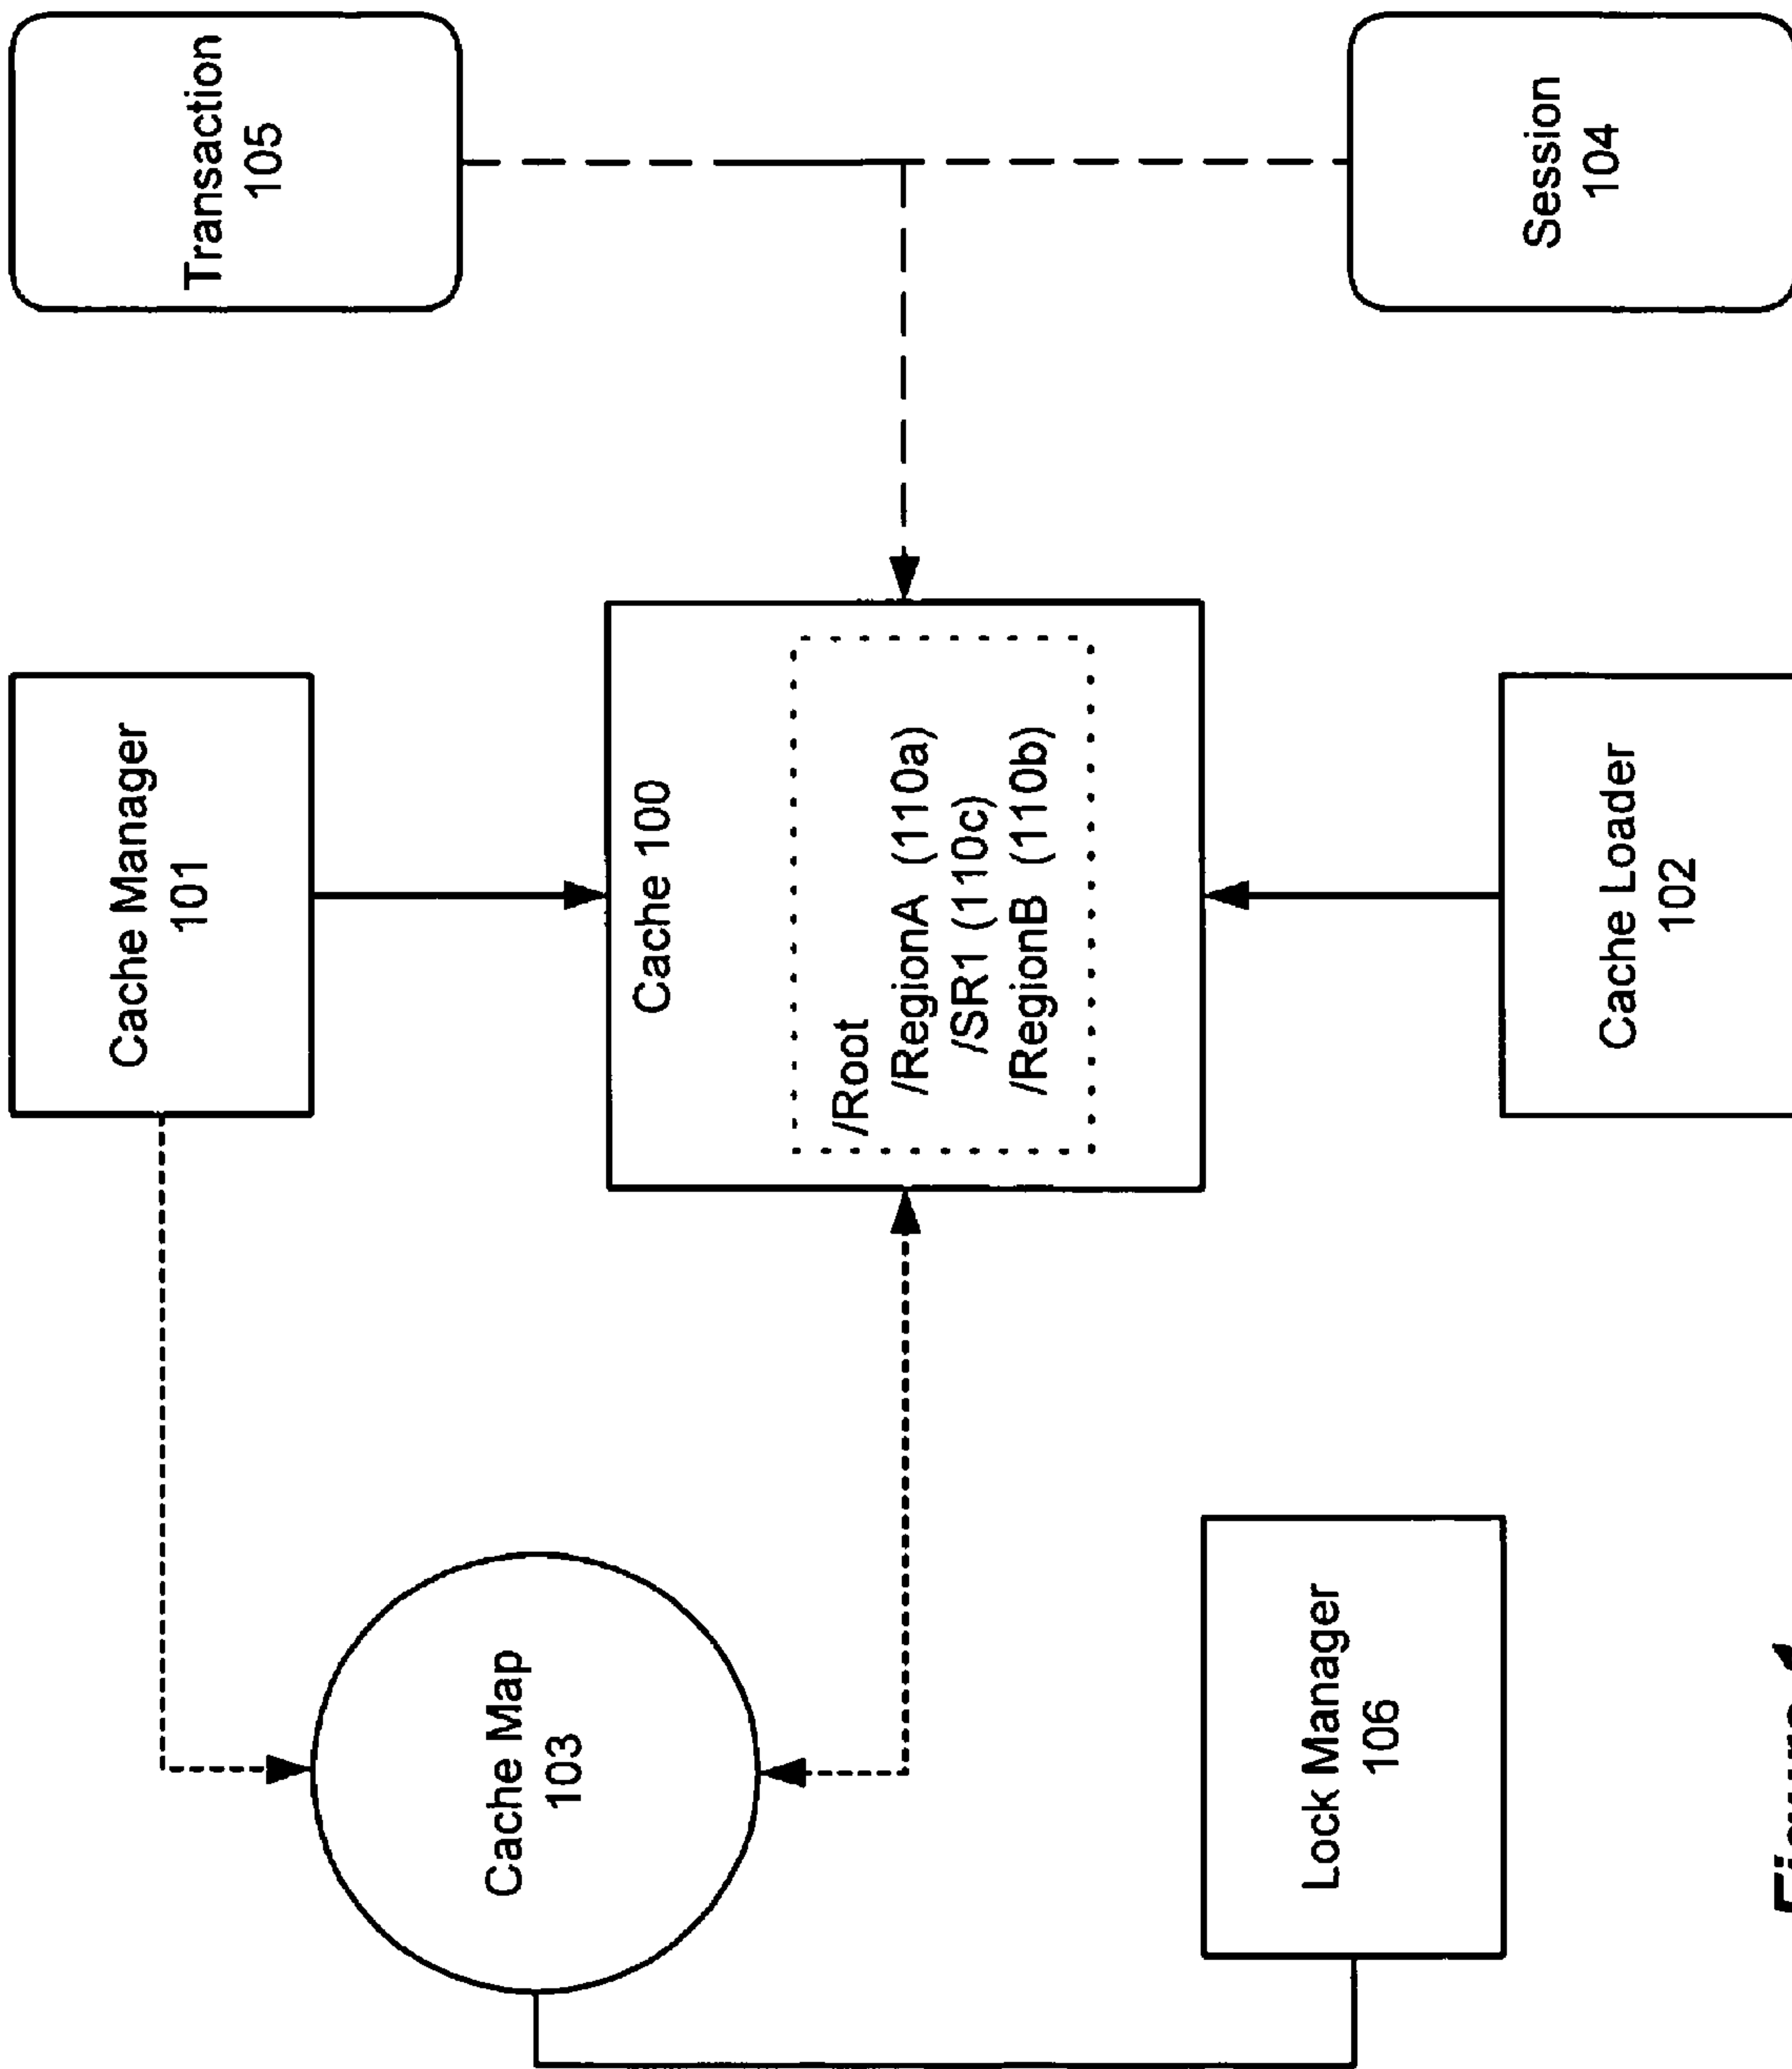 Cache Manager
101
Transaction
105
Cache Map
103
Cache 100
/Root
/RegionA (110a)
/SR1 (110c)
/RegionB (110b)
Lock Manager
106
Session
104
Cache Loader
102
Figure